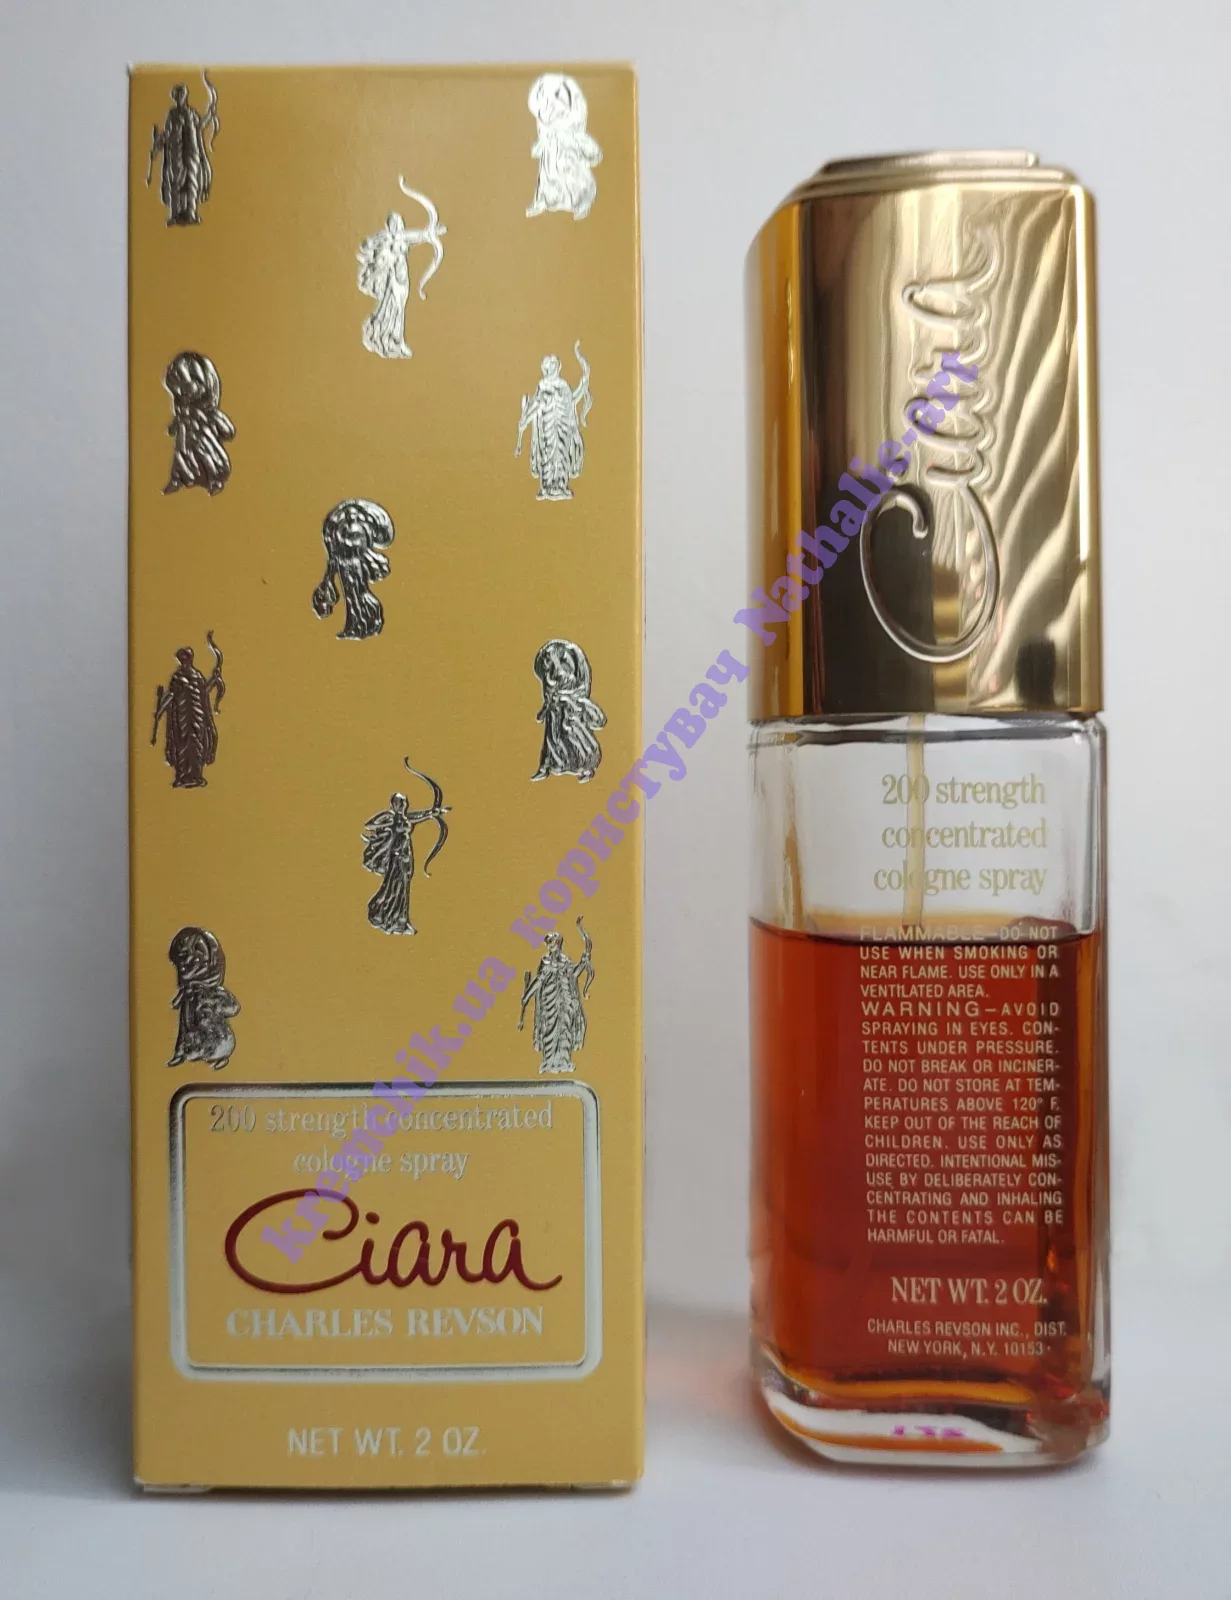 200 strength concentrated
cologne spray
Ciara
CHARLES REVSON
NET WT. 2 OZ.
Ciara
200 strength
concentrated
cologne spray
FLAMMABLE—DO NOT
USE WHEN SMOKING OR
NEAR FLAME. USE ONLY IN A
VENTILATED AREA.
WARNING—AVOID
SPRAYING IN EYES. CON-
TENTS UNDER PRESSURE.
DO NOT BREAK OR INCINER-
ATE. DO NOT STORE AT TEM-
PERATURES ABOVE 120° F.
KEEP OUT OF THE REACH OF
CHILDREN. USE ONLY AS
DIRECTED. INTENTIONAL MIS-
USE BY DELIBERATELY CON-
CENTRATING AND INHALING
THE CONTENTS CAN BE
HARMFUL OR FATAL.
NET WT. 2 OZ.
CHARLES REVSON INC., DIST.
NEW YORK, N.Y. 10153
kremchik.ua користувач Nathalie-art